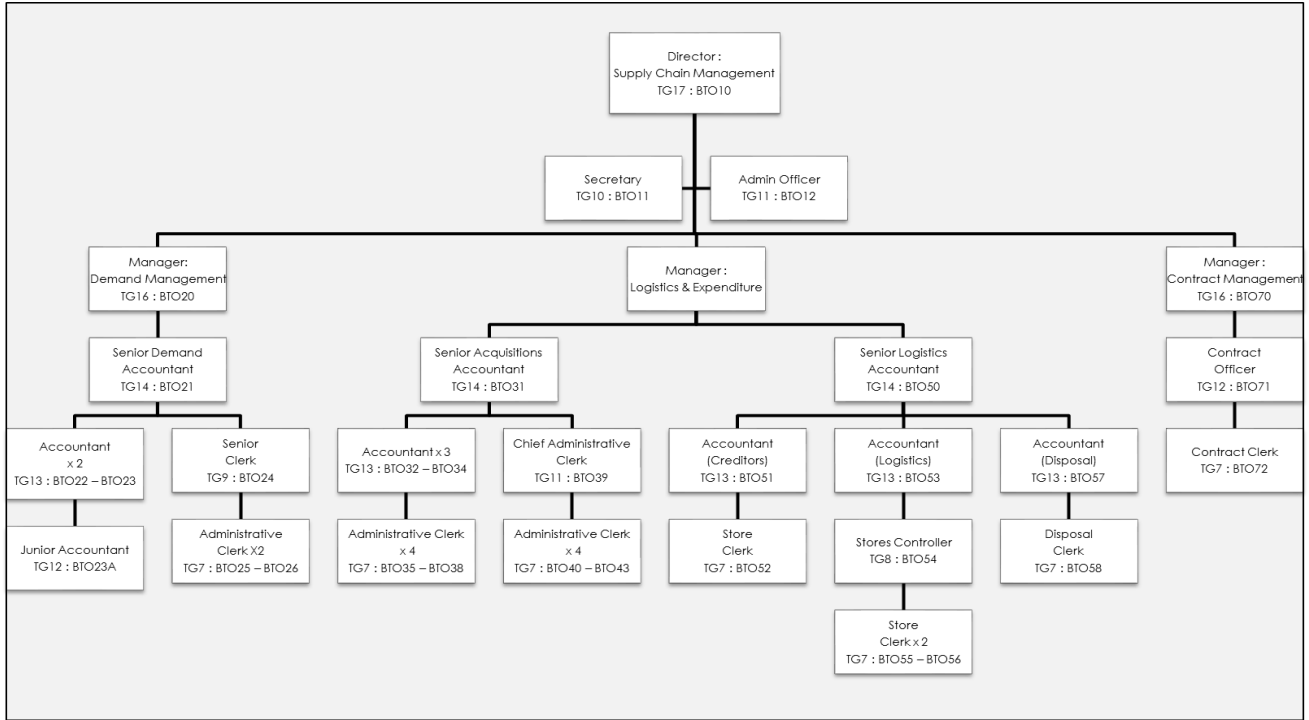 Director :
Supply Chain Management
TG17 : BTO10
Secretary
TG10 : BTO11
Admin Officer
TG11 : BTO12
Manager:
Demand Management
TG16 : BTO20
Manager :
Logistics & Expenditure
Manager :
Contract Management
TG16 : BTO70
Senior Demand
Accountant
TG14 : BTO21
Senior Acquisitions
Accountant
TG14 : BTO31
Senior Logistics
Accountant
TG14 : BTO50
Contract
Officer
TG12 : BTO71
Accountant
x 2
TG13 : BTO22 – BTO23
Senior
Clerk
TG9 : BTO24
Accountant x 3
TG13 : BTO32 – BTO34
Chief Administrative
Clerk
TG11 : BTO39
Accountant
(Creditors)
TG13 : BTO51
Accountant
(Logistics)
TG13 : BTO53
Accountant
(Disposal)
TG13 : BTO57
Contract Clerk
TG7 : BTO72
Junior Accountant
TG12 : BTO23A
Administrative
Clerk X2
TG7 : BTO25 – BTO26
Administrative Clerk
x 4
TG7 : BTO35 – BTO38
Administrative Clerk
x 4
TG7 : BTO40 – BTO43
Store
Clerk
TG7 : BTO52
Stores Controller
TG8 : BTO54
Disposal
Clerk
TG7 : BTO58
Store
Clerk x 2
TG7 : BTO55 – BTO56